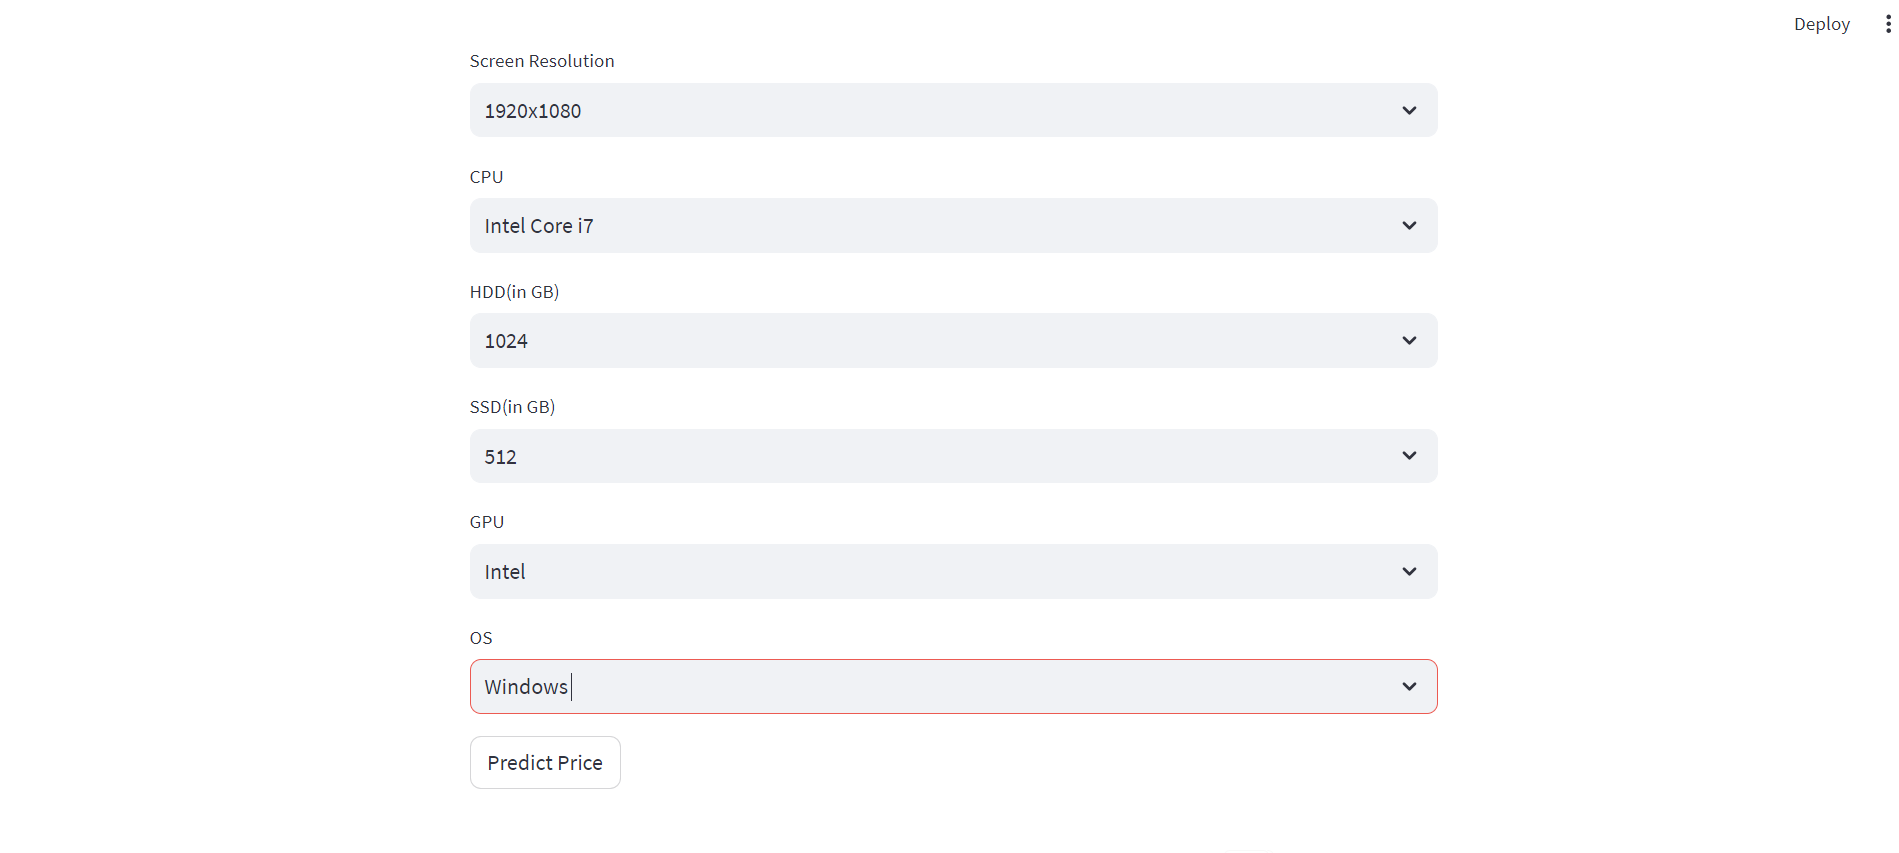 Deploy
Screen Resolution
1920x1080
CPU
Intel Core i7
HDD(in GB)
1024
SSD(in GB)
512
GPU
Intel
OS
Windows
Predict Price